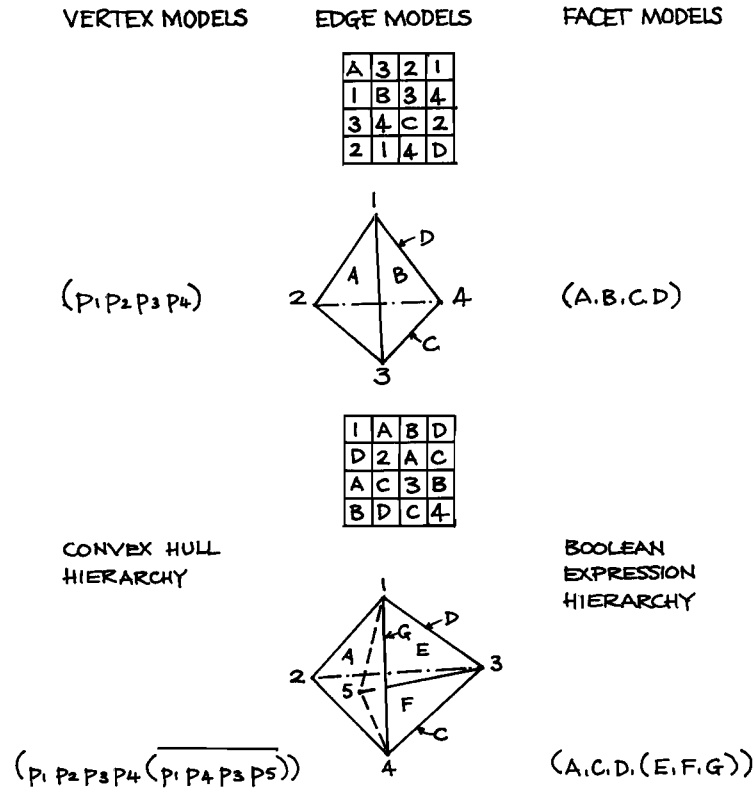 VERTEX MODELS EDGE MODELS FACET MODELS
A 3 2 1
1 B 3 4
3 4 C 2
2 1 4 D
1
D
A B
(P1 P2 P3 P4) 2 4 (A.B.C.D)
C
3
1 A B D
D 2 A C
A C 3 B
B D C 4
CONVEX HULL BOOLEAN
HIERARCHY EXPRESSION
HIERARCHY
1
G D
A E
2 3
5 F
C
4
(P1 P2 P3 P4 (P1 P4 P3 P5)) (A.C.D.(E.F.G))